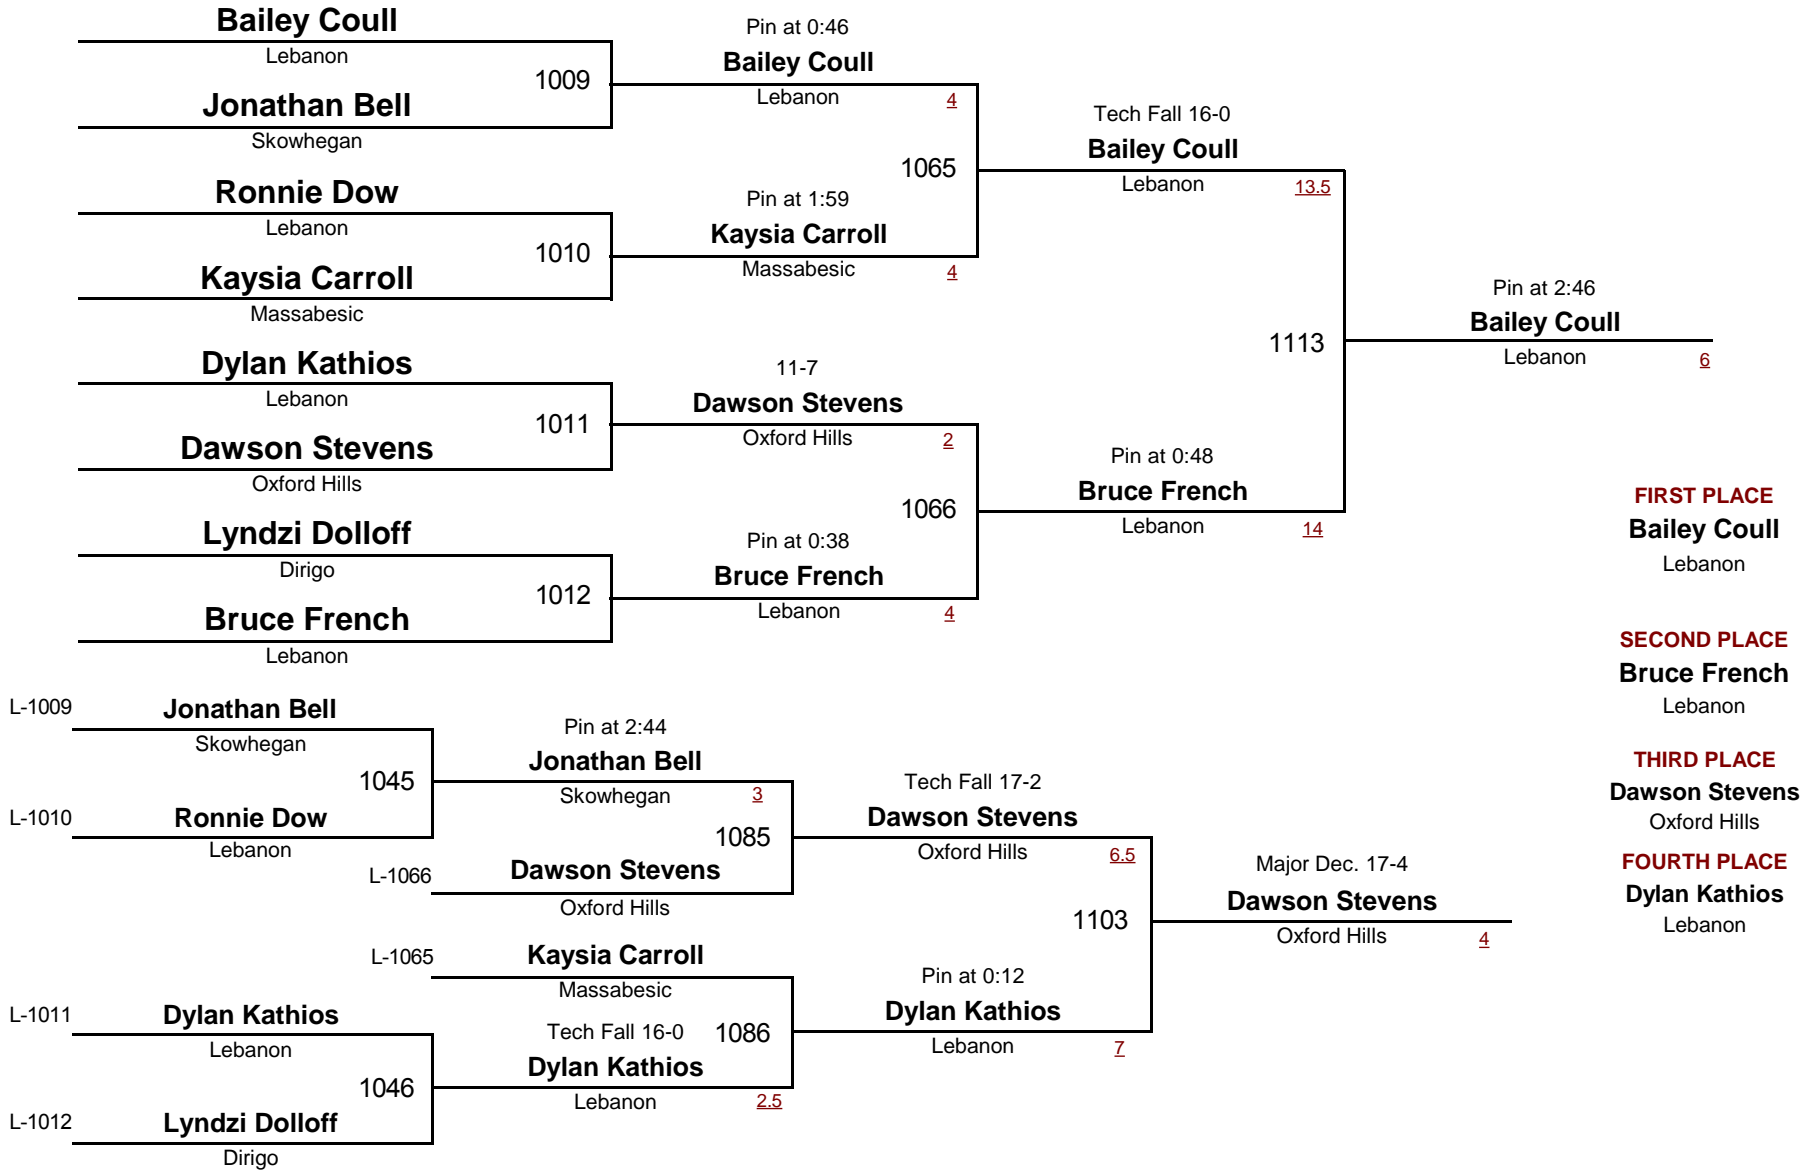 Bailey Coull
Lebanon
1009
Jonathan Bell
Skowhegan
Ronnie Dow
Lebanon
1010
Kaysia Carroll
Massabesic
Dylan Kathios
Lebanon
1011
Dawson Stevens
Oxford Hills
Lyndzi Dolloff
Dirigo
1012
Bruce French
Lebanon
Pin at 0:46
Bailey Coull
Lebanon 4
1065
Pin at 1:59
Kaysia Carroll
Massabesic 4
11-7
Dawson Stevens
Oxford Hills 2
1066
Pin at 0:38
Bruce French
Lebanon 4
Tech Fall 16-0
Bailey Coull
Lebanon 13.5
1113
Pin at 0:48
Bruce French
Lebanon 14
Pin at 2:46
Bailey Coull
Lebanon 6
FIRST PLACE
Bailey Coull
Lebanon
SECOND PLACE
Bruce French
Lebanon
THIRD PLACE
Dawson Stevens
Oxford Hills
FOURTH PLACE
Dylan Kathios
Lebanon
L-1009 Jonathan Bell
Skowhegan
1045
L-1010 Ronnie Dow
Lebanon
Pin at 2:44
Jonathan Bell
Skowhegan 3
1085
L-1066 Dawson Stevens
Oxford Hills
L-1065 Kaysia Carroll
Massabesic
L-1011 Dylan Kathios
Lebanon
1046
L-1012 Lyndzi Dolloff
Dirigo
Tech Fall 16-0 1086
Dylan Kathios
Lebanon 2.5
Tech Fall 17-2
Dawson Stevens
Oxford Hills 6.5
1103
Pin at 0:12
Dylan Kathios
Lebanon 7
Major Dec. 17-4
Dawson Stevens
Oxford Hills 4